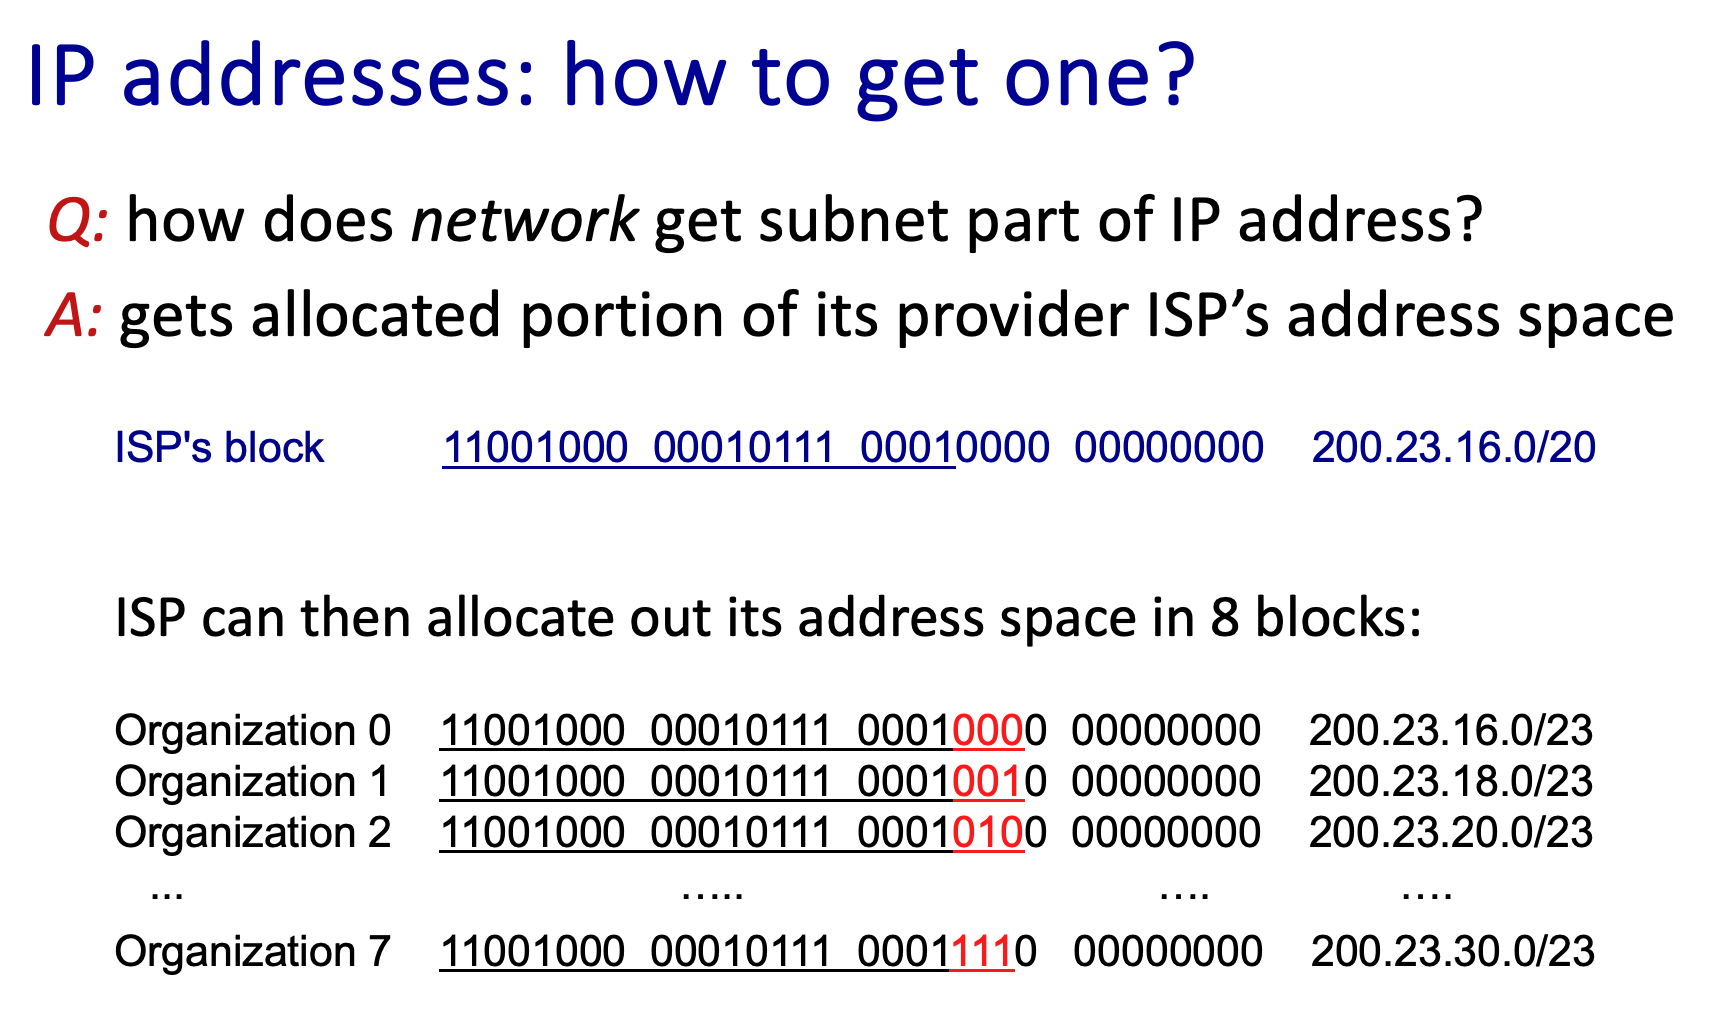 IP addresses: how to get one?
Q: how does network get subnet part of IP address?
A: gets allocated portion of its provider ISP’s address space
ISP's block 11001000 00010111 00010000 00000000 200.23.16.0/20
ISP can then allocate out its address space in 8 blocks:
Organization 0 11001000 00010111 00010000 00000000 200.23.16.0/23
Organization 1 11001000 00010111 00010010 00000000 200.23.18.0/23
Organization 2 11001000 00010111 00010100 00000000 200.23.20.0/23
... ..... .... ....
Organization 7 11001000 00010111 00011110 00000000 200.23.30.0/23